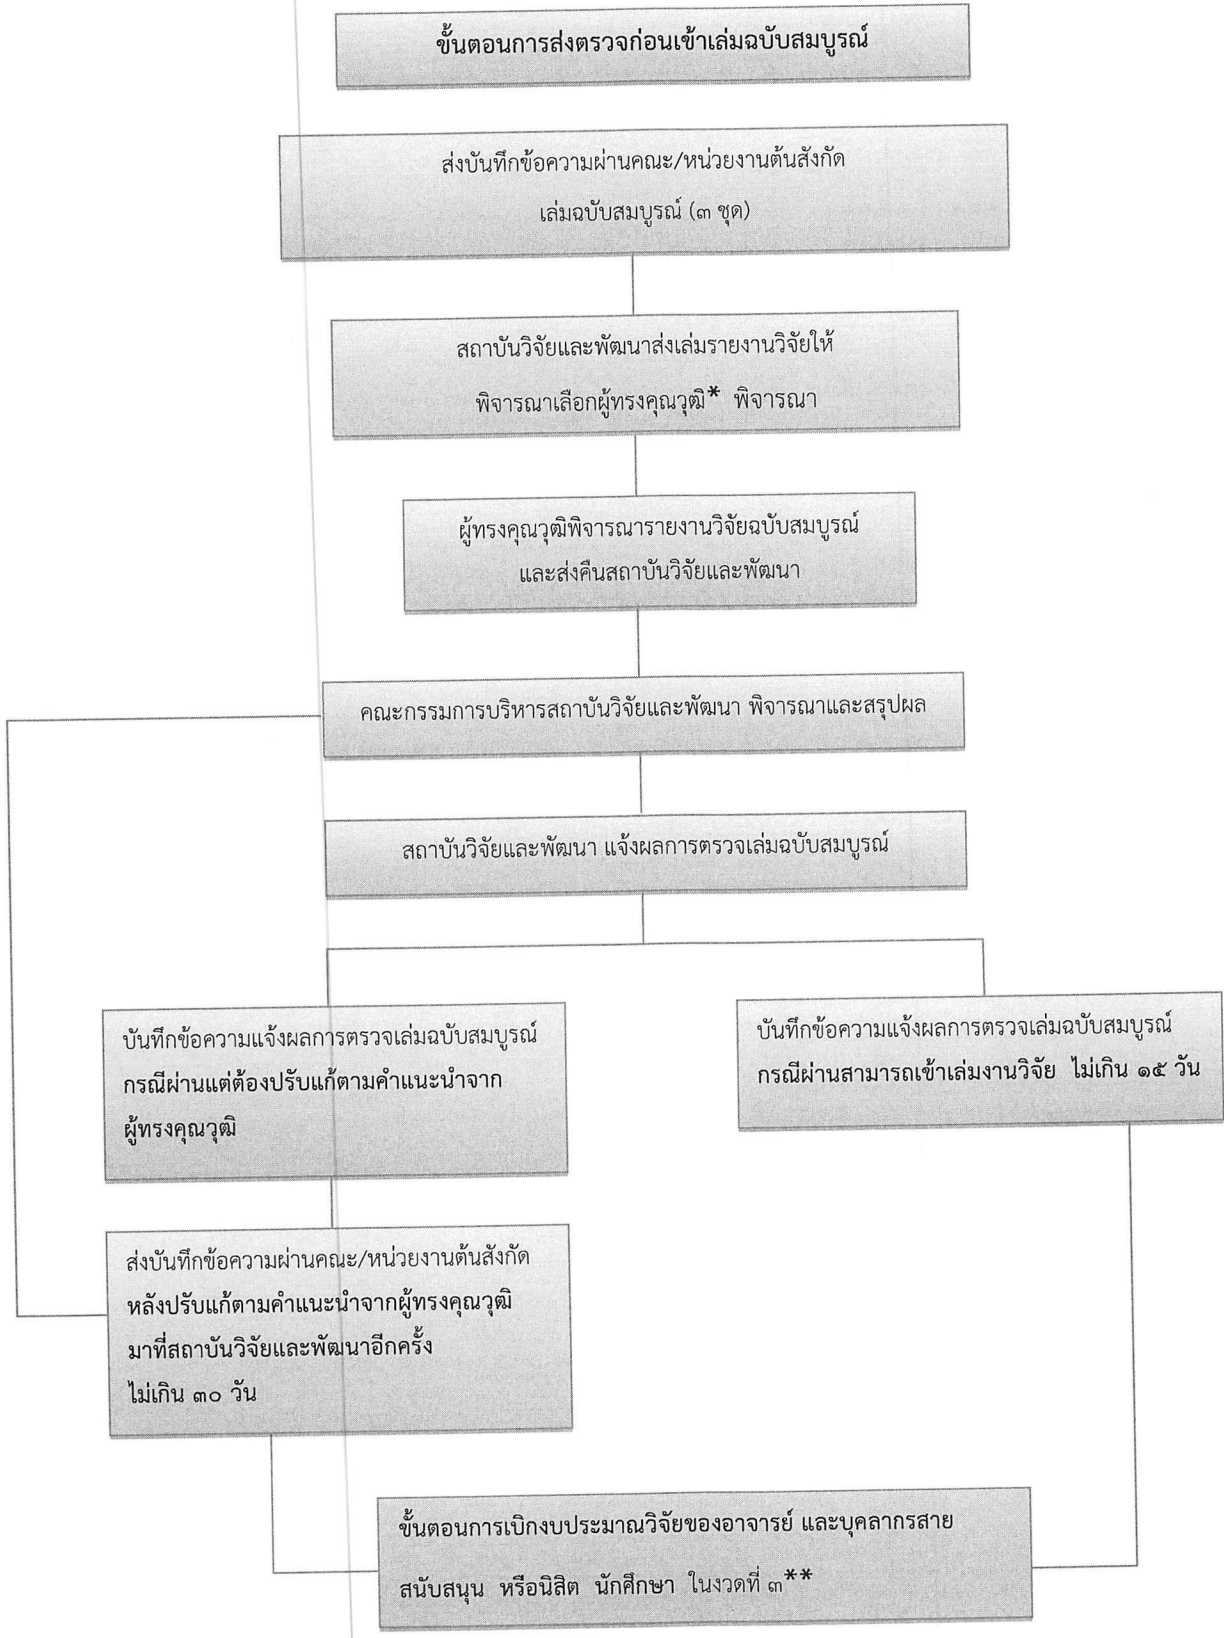 ขั้นตอนการส่งตรวจก่อนเข้าเล่มฉบับสมบูรณ์
ส่งบันทึกข้อความผ่านคณะ/หน่วยงานต้นสังกัด
เล่มฉบับสมบูรณ์ (๓ ชุด)
สถาบันวิจัยและพัฒนาส่งเล่มรายงานวิจัยให้
พิจารณาเลือกผู้ทรงคุณวุฒิ* พิจารณา
ผู้ทรงคุณวุฒิพิจารณารายงานวิจัยฉบับสมบูรณ์
และส่งคืนสถาบันวิจัยและพัฒนา
คณะกรรมการบริหารสถาบันวิจัยและพัฒนา พิจารณาและสรุปผล
สถาบันวิจัยและพัฒนา แจ้งผลการตรวจเล่มฉบับสมบูรณ์
บันทึกข้อความแจ้งผลการตรวจเล่มฉบับสมบูรณ์
กรณีผ่านแต่ต้องปรับแก้ตามคำแนะนำจาก
ผู้ทรงคุณวุฒิ
บันทึกข้อความแจ้งผลการตรวจเล่มฉบับสมบูรณ์
กรณีผ่านสามารถเข้าเล่มงานวิจัย ไม่เกิน ๑๕ วัน
ส่งบันทึกข้อความผ่านคณะ/หน่วยงานต้นสังกัด
หลังปรับแก้ตามคำแนะนำจากผู้ทรงคุณวุฒิ
มาที่สถาบันวิจัยและพัฒนาอีกครั้ง
ไม่เกิน ๓๐ วัน
ขั้นตอนการเบิกงบประมาณวิจัยของอาจารย์ และบุคลากรสาย
สนับสนุน หรือนิสิต นักศึกษา ในงวดที่ ๓**